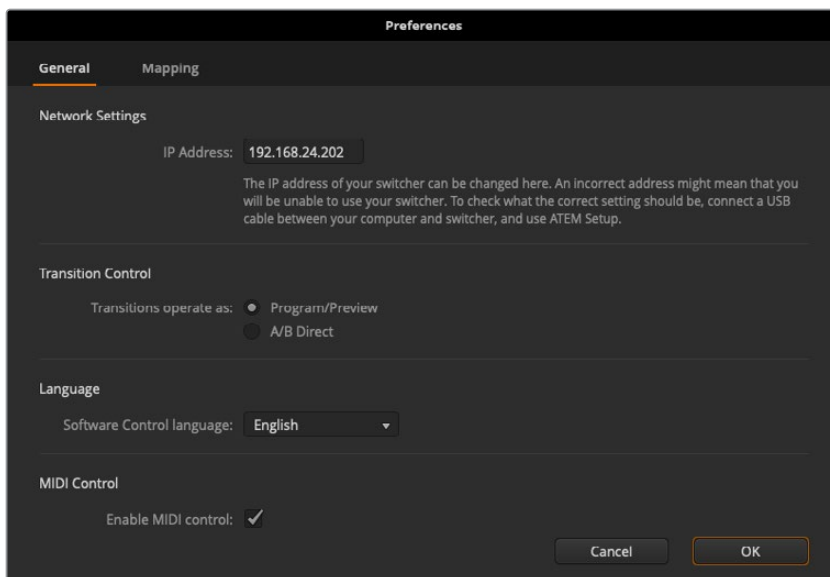 Preferences
General
Mapping
Network Settings
IP Address: 192.168.24.202
The IP address of your switcher can be changed here. An incorrect address might mean that you
will be unable to use your switcher. To check what the correct setting should be, connect a USB
cable between your computer and switcher, and use ATEM Setup.
Transition Control
Transitions operate as: Program/Preview
A/B Direct
Language
Software Control language: English
MIDI Control
Enable MIDI control:
Cancel
OK